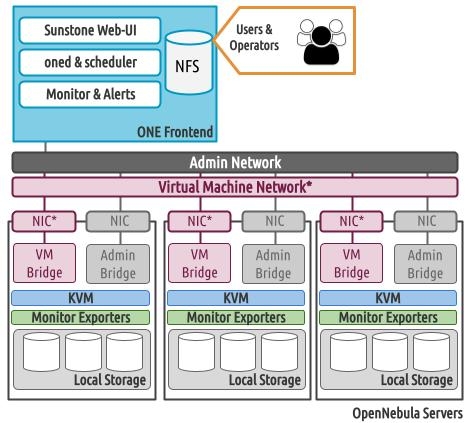 Sunstone Web-UI
oned & scheduler
Monitor & Alerts
NFS
ONE Frontend
Users &
Operators
Admin Network
Virtual Machine Network*
NIC*
NIC
NIC*
NIC
NIC*
NIC
VM
Bridge
Admin
Bridge
VM
Bridge
Admin
Bridge
VM
Bridge
Admin
Bridge
KVM
KVM
KVM
Monitor Exporters
Monitor Exporters
Monitor Exporters
Local Storage
Local Storage
Local Storage
OpenNebula Servers